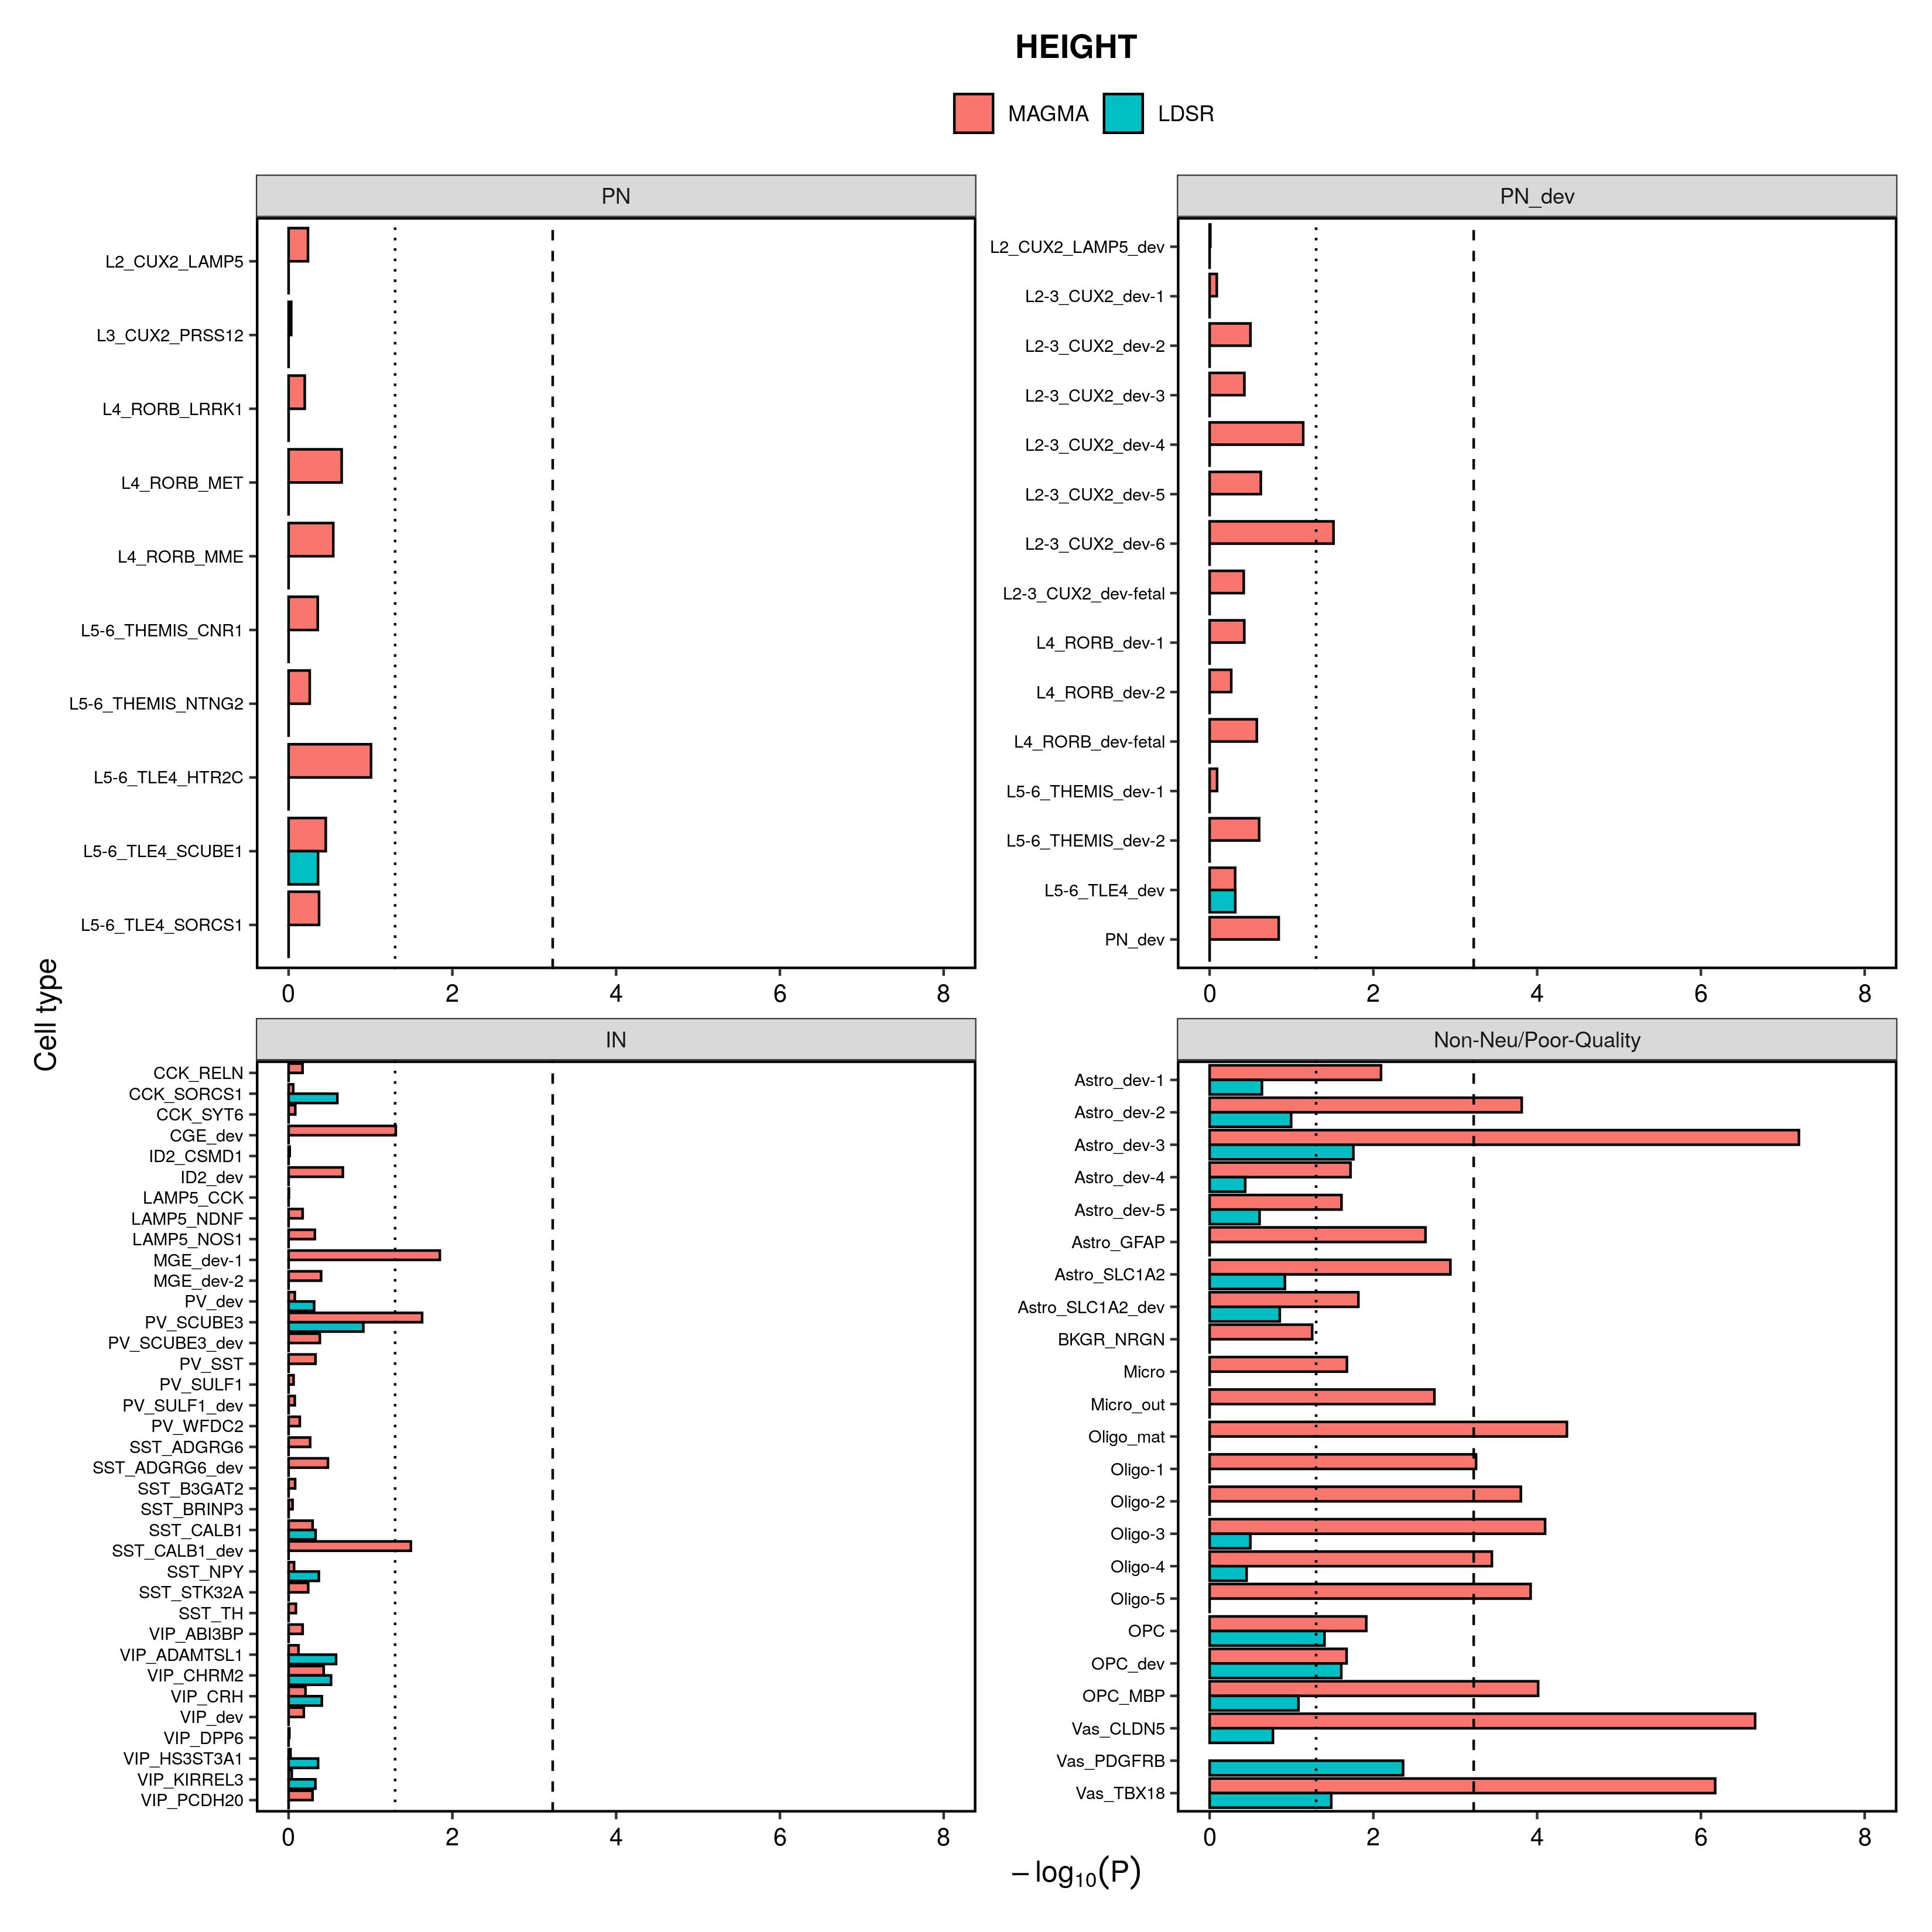 HEIGHT
MAGMA LDSR
PN
L2_CUX2_LAMP5
L3_CUX2_PRSS12
L4_RORB_LRRK1
L4_RORB_MET
L4_RORB_MME
L5-6_THEMIS_CNR1
L5-6_THEMIS_NTNG2
L5-6_TLE4_HTR2C
L5-6_TLE4_SCUBE1
L5-6_TLE4_SORCS1
0 2 4 6 8
PN_dev
L2_CUX2_LAMP5_dev
L2-3_CUX2_dev-1
L2-3_CUX2_dev-2
L2-3_CUX2_dev-3
L2-3_CUX2_dev-4
L2-3_CUX2_dev-5
L2-3_CUX2_dev-6
L2-3_CUX2_dev-fetal
L4_RORB_dev-1
L4_RORB_dev-2
L4_RORB_dev-fetal
L5-6_THEMIS_dev-1
L5-6_THEMIS_dev-2
L5-6_TLE4_dev
PN_dev
0 2 4 6 8
Cell type
IN
CCK_RELN
CCK_SORCS1
CCK_SYT6
CGE_dev
ID2_CSMD1
ID2_dev
LAMP5_CCK
LAMP5_NDNF
LAMP5_NOS1
MGE_dev-1
MGE_dev-2
PV_dev
PV_SCUBE3
PV_SCUBE3_dev
PV_SST
PV_SULF1
PV_SULF1_dev
PV_WFDC2
SST_ADGRG6
SST_ADGRG6_dev
SST_B3GAT2
SST_BRINP3
SST_CALB1
SST_CALB1_dev
SST_NPY
SST_STK32A
SST_TH
VIP_ABI3BP
VIP_ADAMTSL1
VIP_CHRM2
VIP_CRH
VIP_dev
VIP_DPP6
VIP_HS3ST3A1
VIP_KIRREL3
VIP_PCDH20
0 2 4 6 8
Non-Neu/Poor-Quality
Astro_dev-1
Astro_dev-2
Astro_dev-3
Astro_dev-4
Astro_dev-5
Astro_GFAP
Astro_SLC1A2
Astro_SLC1A2_dev
BKGR_NRGN
Micro
Micro_out
Oligo_mat
Oligo-1
Oligo-2
Oligo-3
Oligo-4
Oligo-5
OPC
OPC_dev
OPC_MBP
Vas_CLDN5
Vas_PDGFRB
Vas_TBX18
0 2 4 6 8
−log₁₀(P)